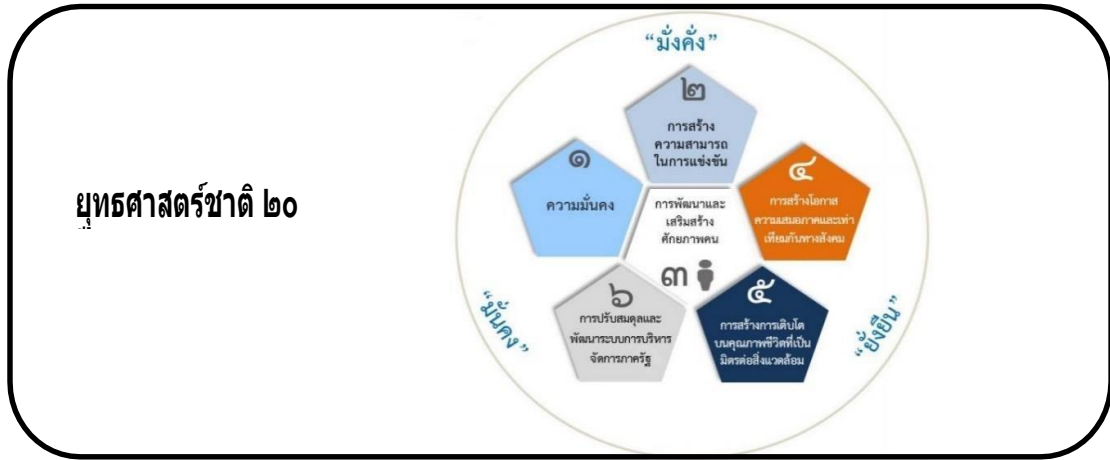 ยุทธศาสตร์ชาติ ๒๐
“มั่งคั่ง”
๒
การสร้าง
ความสามารถ
ในการแข่งขัน
๑
ความมั่นคง
๔
การสร้างโอกาส
ความเสมอภาคและเท่า
เทียมกันทางสังคม
การพัฒนาและ
เสริมสร้าง
ศักยภาพคน
๓
๖
การปรับสมดุลและ
พัฒนาระบบการบริหาร
จัดการภาครัฐ
๕
การสร้างการเติบโต
บนคุณภาพชีวิตที่เป็น
มิตรต่อสิ่งแวดล้อม
“มั่นคง”
“ยั่งยืน”